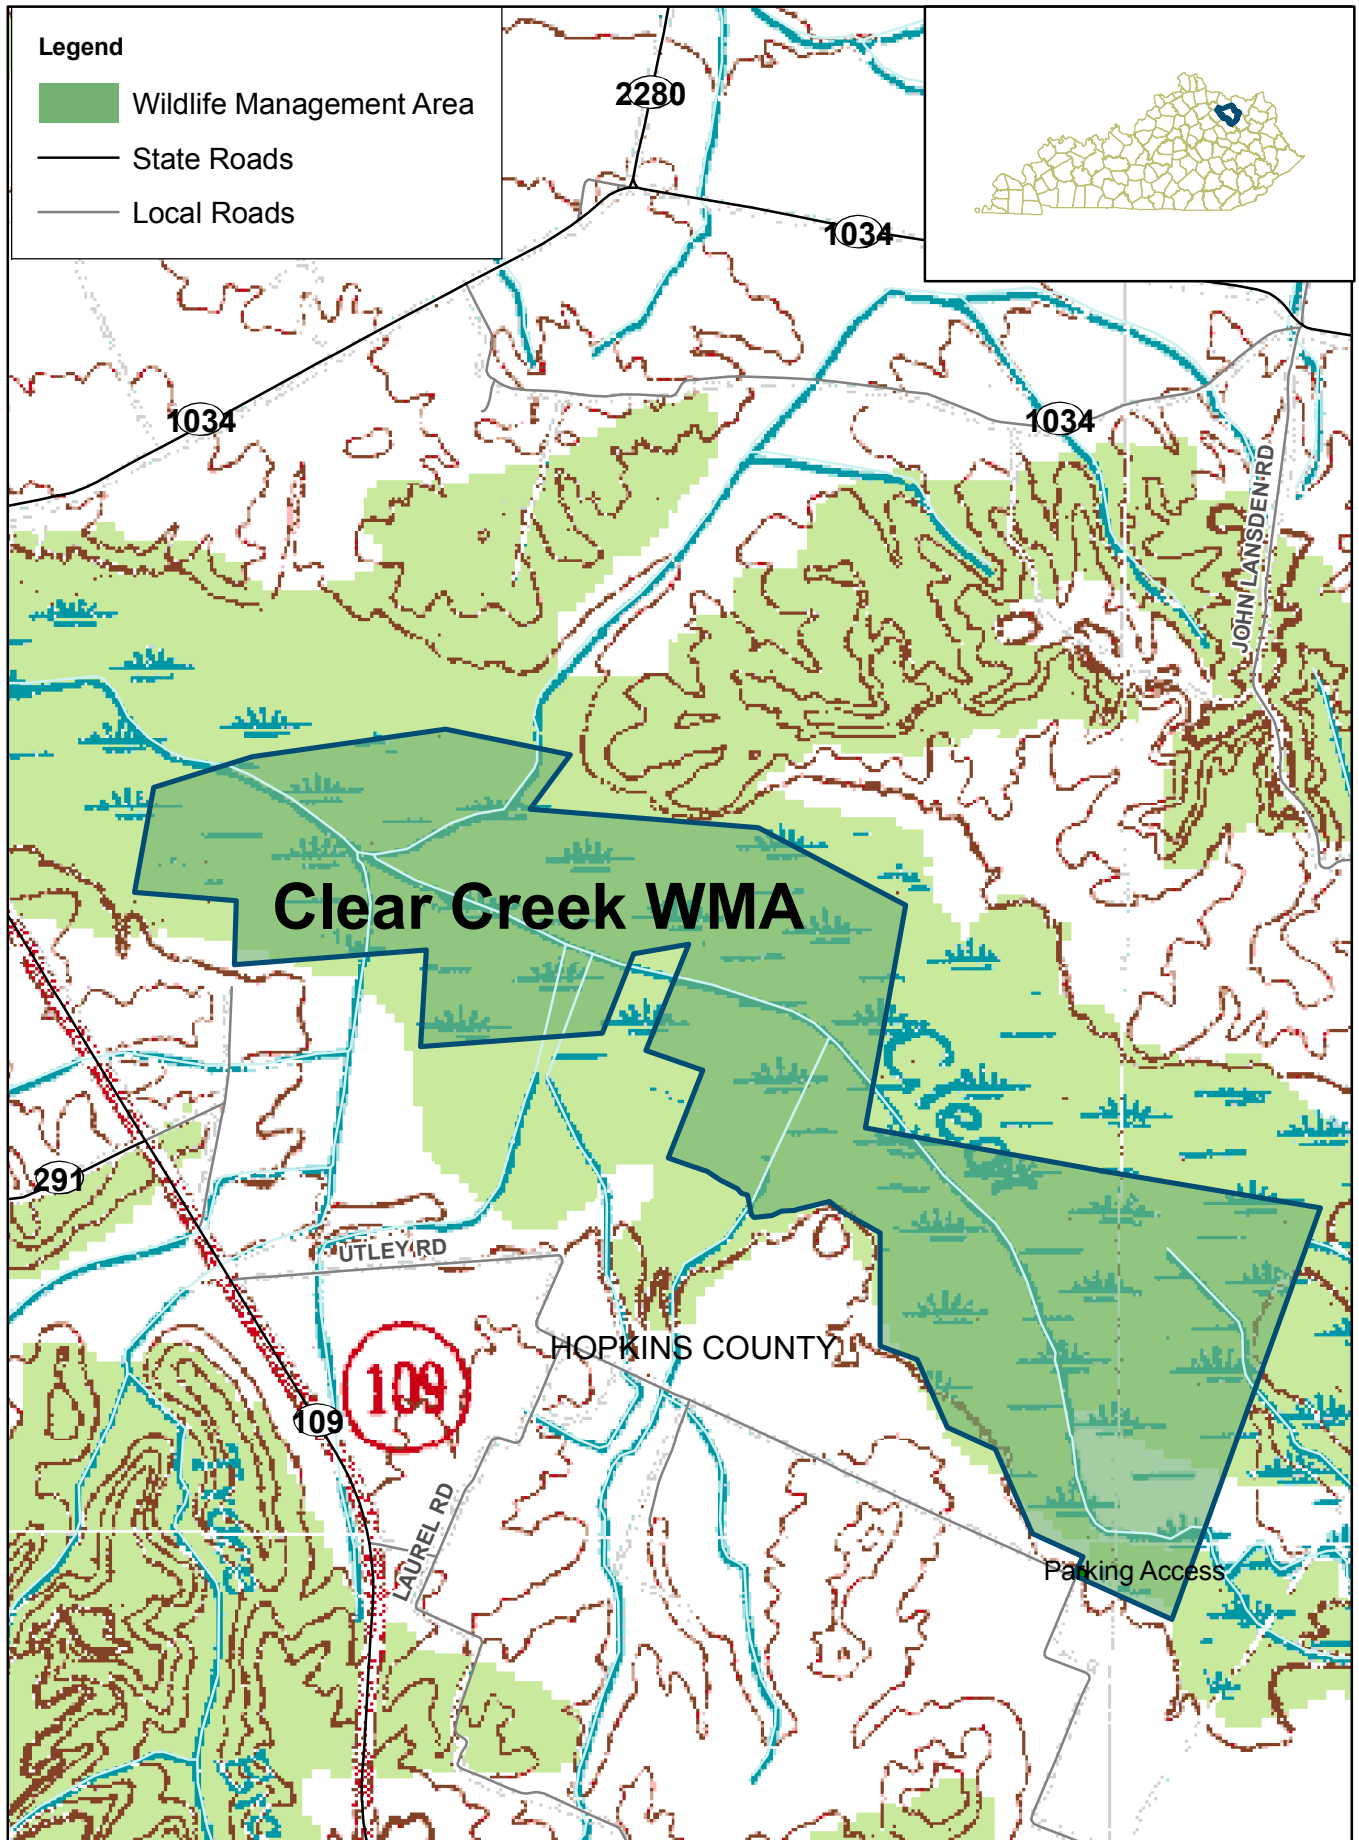 Legend
Wildlife Management Area
State Roads
Local Roads
2280
1034
1034
1034
JOHN LANSDEN RD
Clear Creek WMA
Cle
291
UTLEY RD
HOPKINS COUNTY
109
109
LAUREL RD
Parking Access